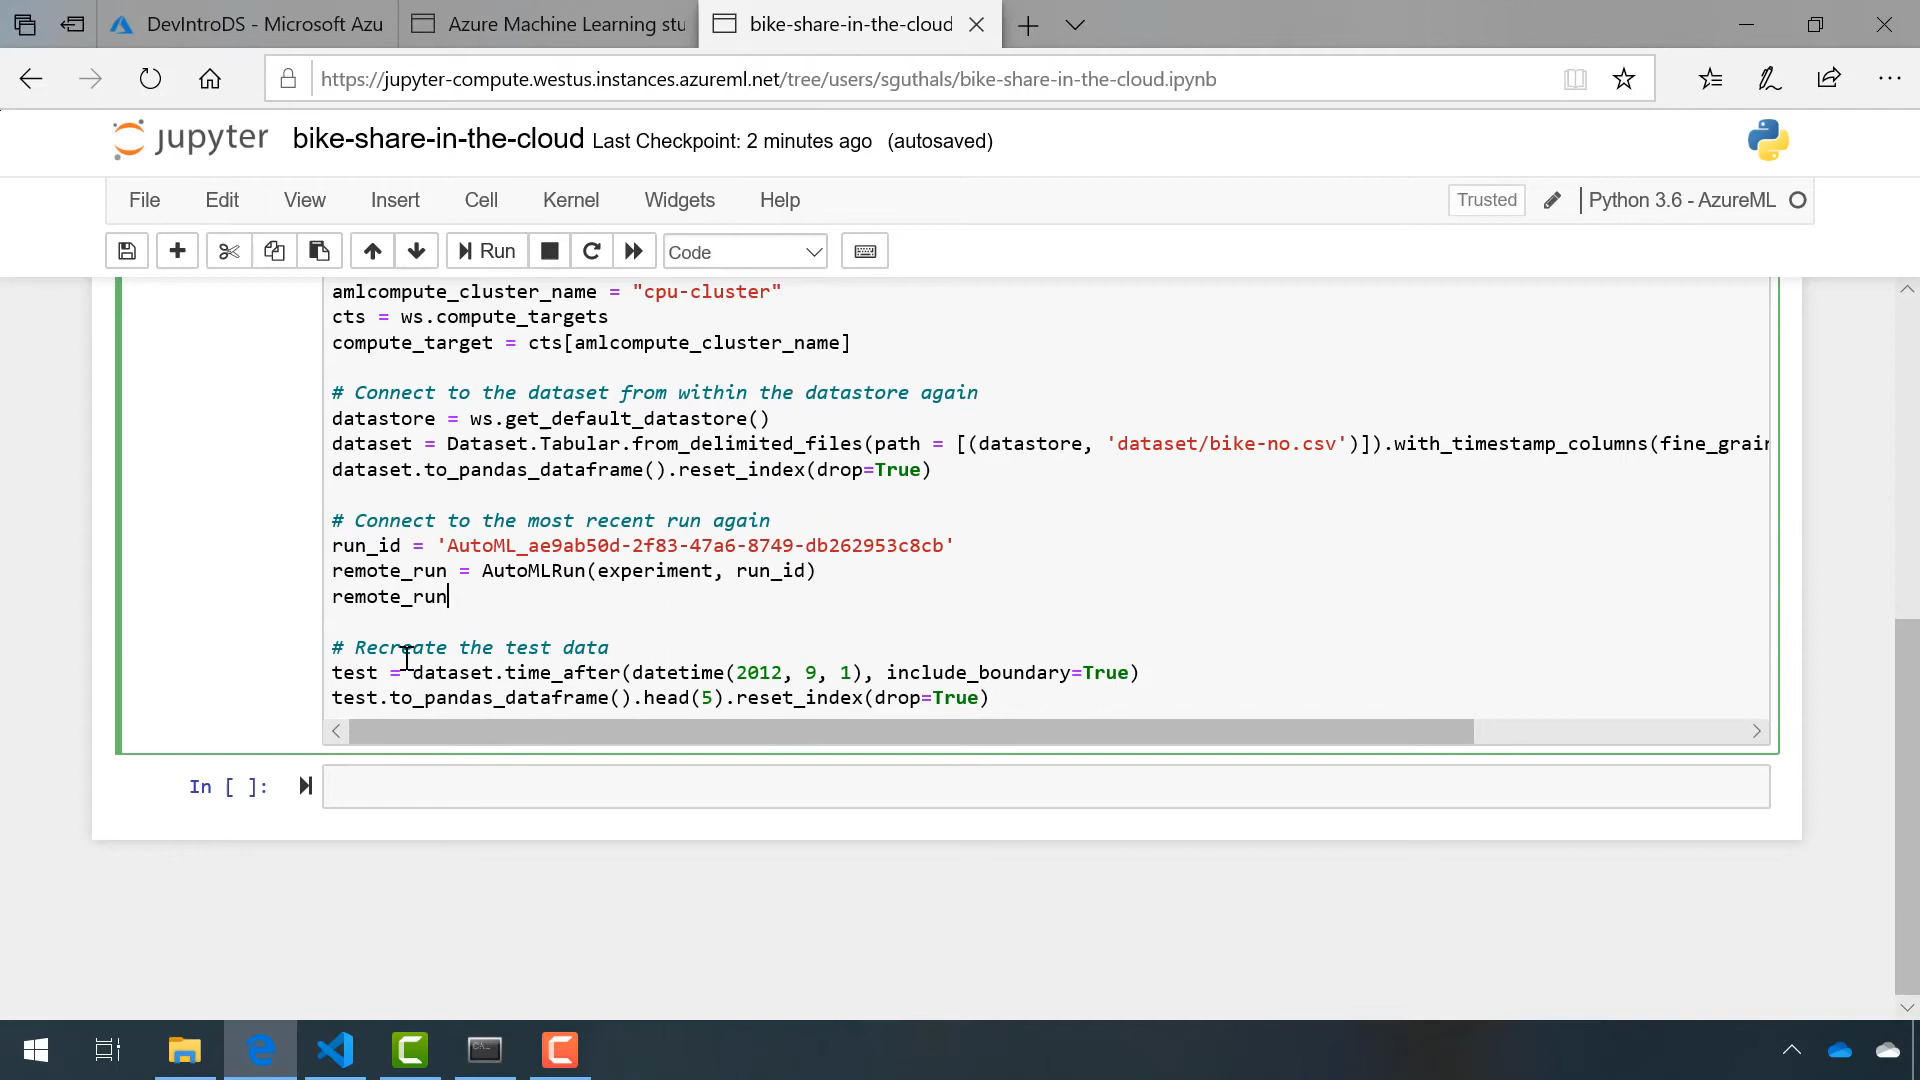 DevIntroDS - Microsoft Azu
Azure Machine Learning stu
bike-share-in-the-cloud
https://jupyter-compute.westus.instances.azureml.net/tree/users/sguthals/bike-share-in-the-cloud.ipynb
jupyter bike-share-in-the-cloud Last Checkpoint: 2 minutes ago (autosaved)
File Edit View Insert Cell Kernel Widgets Help Trusted Python 3.6 - AzureML
Run Code
amlcompute_cluster_name = "cpu-cluster"
cts = ws.compute_targets
compute_target = cts[amlcompute_cluster_name]
# Connect to the dataset from within the datastore again
datastore = ws.get_default_datastore()
dataset = Dataset.Tabular.from_delimited_files(path = [(datastore, 'dataset/bike-no.csv')]).with_timestamp_columns(fine_grain
dataset.to_pandas_dataframe().reset_index(drop=True)
# Connect to the most recent run again
run_id = 'AutoML_ae9ab50d-2f83-47a6-8749-db262953c8cb'
remote_run = AutoMLRun(experiment, run_id)
remote_run
# Recreate the test data
test = dataset.time_after(datetime(2012, 9, 1), include_boundary=True)
test.to_pandas_dataframe().head(5).reset_index(drop=True)
In [ ]: